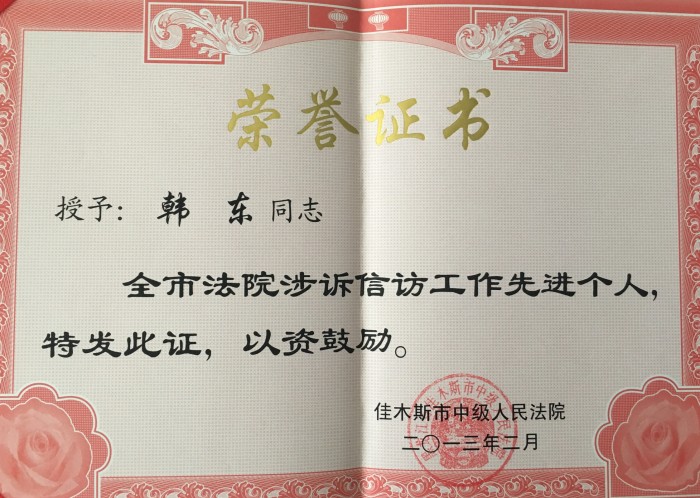 荣誉证书
授予：韩 东 同志
全市法院涉诉信访工作先进个人，
特发此证，以资鼓励。
佳木斯市中级人民法院
二〇一三年二月